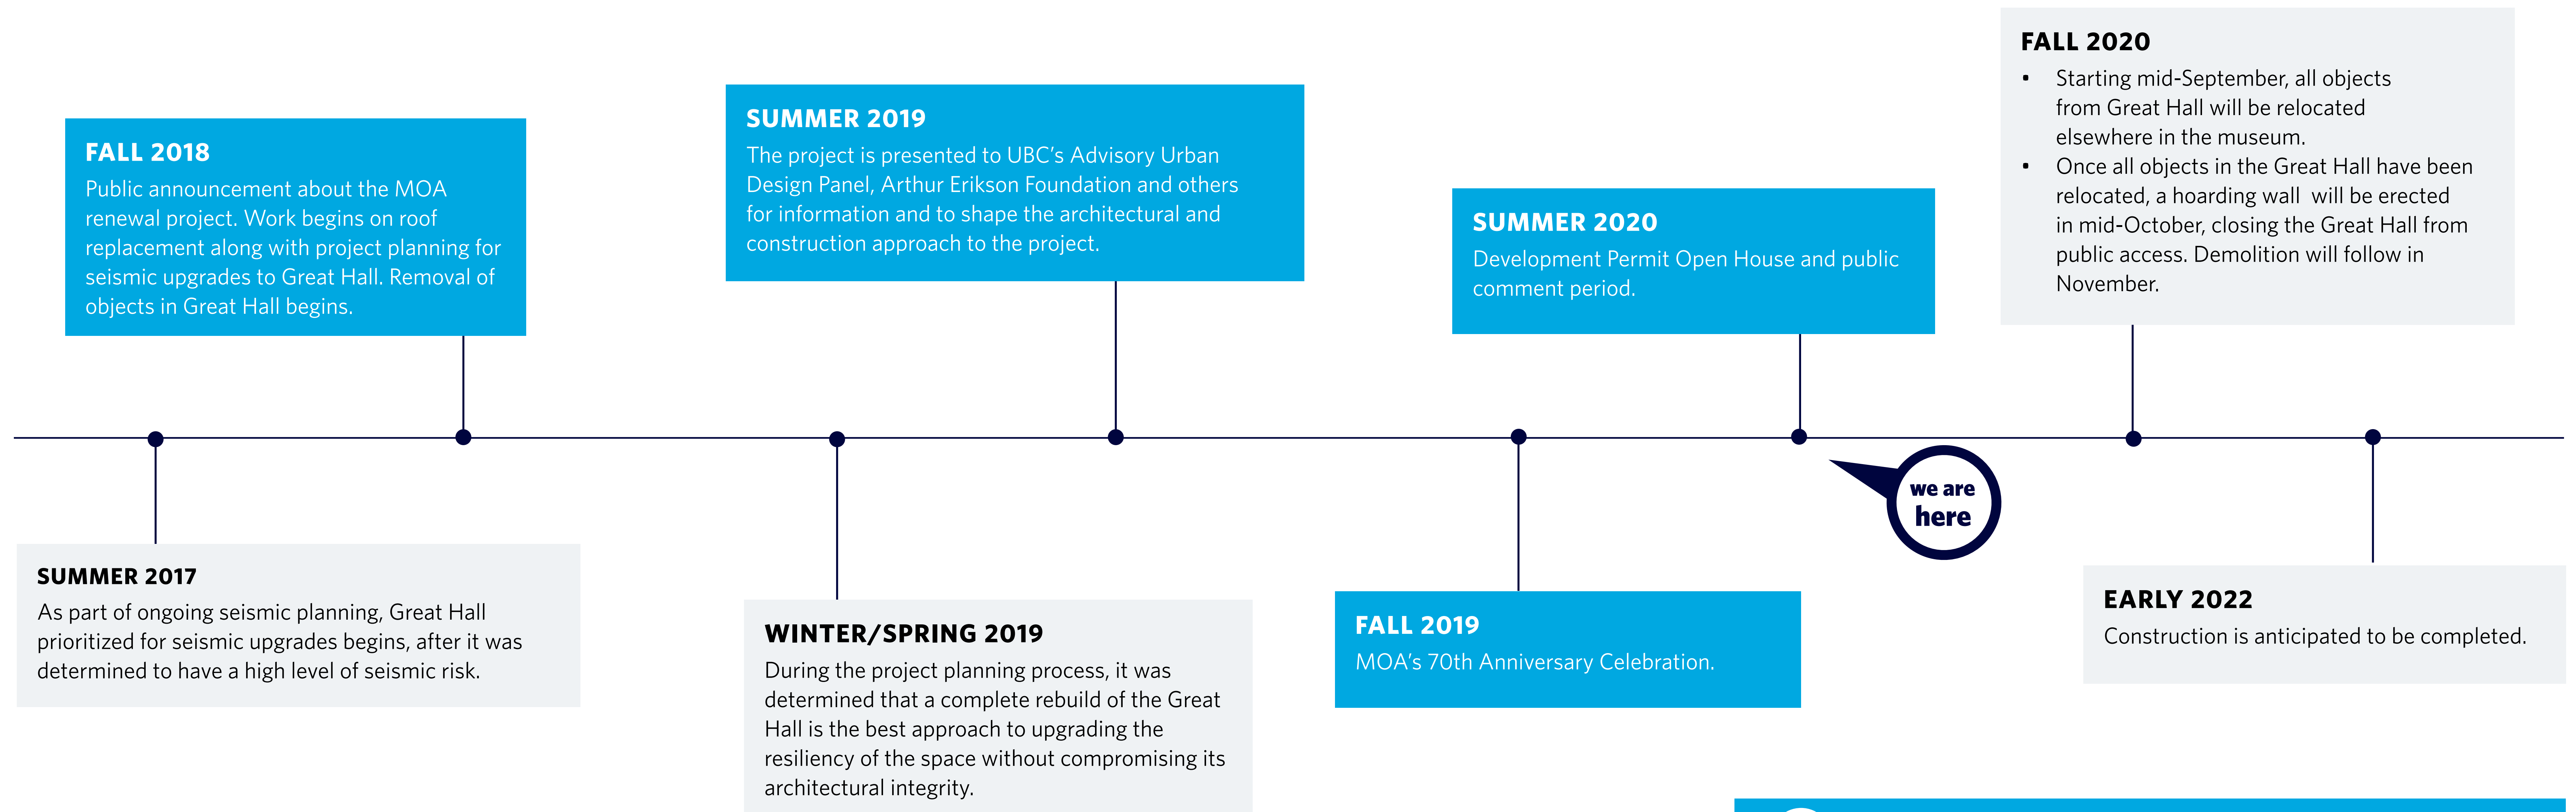 FALL 2018
Public announcement about the MOA
renewal project. Work begins on roof
replacement along with project planning for
seismic upgrades to Great Hall. Removal of
objects in Great Hall begins.
SUMMER 2019
The project is presented to UBC’s Advisory Urban
Design Panel, Arthur Erikson Foundation and others
for information and to shape the architectural and
construction approach to the project.
SUMMER 2020
Development Permit Open House and public
comment period.
FALL 2020
• Starting mid-September, all objects
from Great Hall will be relocated
elsewhere in the museum.
• Once all objects in the Great Hall have been
relocated, a hoarding wall  will be erected
in mid-October, closing the Great Hall from
public access. Demolition will follow in
November.
we are
here
SUMMER 2017
As part of ongoing seismic planning, Great Hall
prioritized for seismic upgrades begins, after it was
determined to have a high level of seismic risk.
WINTER/SPRING 2019
During the project planning process, it was
determined that a complete rebuild of the Great
Hall is the best approach to upgrading the
resiliency of the space without compromising its
architectural integrity.
FALL 2019
MOA’s 70th Anniversary Celebration.
EARLY 2022
Construction is anticipated to be completed.